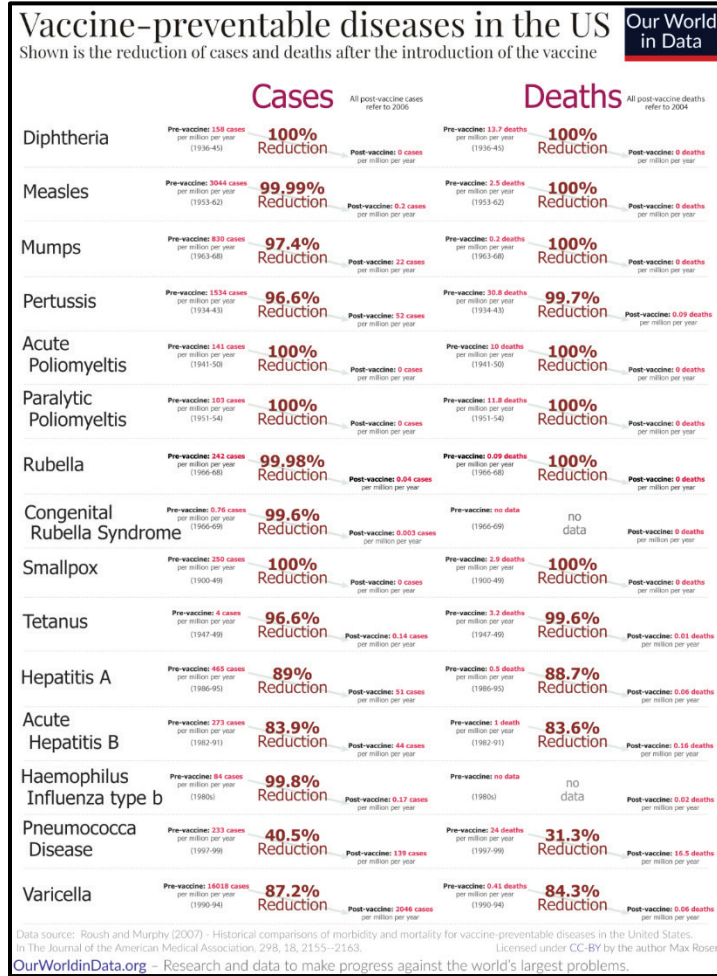 Vaccine-preventable diseases in the US
Our World
in Data
Shown is the reduction of cases and deaths after the introduction of the vaccine
Cases
All post-vaccine cases
refer to 2006
Deaths
All post-vaccine deaths
refer to 2004
Diphtheria
Pre-vaccine: 158 cases
per million per year
(1936-45)
100%
Reduction
Post-vaccine: 0 cases
per million per year
Pre-vaccine: 13.7 deaths
per million per year
(1936-45)
100%
Reduction
Post-vaccine: 0 deaths
per million per year
Measles
Pre-vaccine: 3044 cases
per million per year
(1953-62)
99.99%
Reduction
Post-vaccine: 0.2 cases
per million per year
Pre-vaccine: 2.5 deaths
per million per year
(1953-62)
100%
Reduction
Post-vaccine: 0 deaths
per million per year
Mumps
Pre-vaccine: 830 cases
per million per year
(1963-68)
97.4%
Reduction
Post-vaccine: 22 cases
per million per year
Pre-vaccine: 0.2 deaths
per million per year
(1963-68)
100%
Reduction
Post-vaccine: 0 deaths
per million per year
Pertussis
Pre-vaccine: 1534 cases
per million per year
(1934-43)
96.6%
Reduction
Post-vaccine: 52 cases
per million per year
Pre-vaccine: 30.8 deaths
per million per year
(1934-43)
99.7%
Reduction
Post-vaccine: 0.09 deaths
per million per year
Acute
Poliomyeltis
Pre-vaccine: 141 cases
per million per year
(1941-50)
100%
Reduction
Post-vaccine: 0 cases
per million per year
Pre-vaccine: 10 deaths
per million per year
(1941-50)
100%
Reduction
Post-vaccine: 0 deaths
per million per year
Paralytic
Poliomyeltis
Pre-vaccine: 103 cases
per million per year
(1951-54)
100%
Reduction
Post-vaccine: 0 cases
per million per year
Pre-vaccine: 11.8 deaths
per million per year
(1951-54)
100%
Reduction
Post-vaccine: 0 deaths
per million per year
Rubella
Pre-vaccine: 242 cases
per million per year
(1966-68)
99.98%
Reduction
Post-vaccine: 0.04 cases
per million per year
Pre-vaccine: 0.09 deaths
per million per year
(1966-68)
100%
Reduction
Post-vaccine: 0 deaths
per million per year
Congenital
Rubella Syndrome
Pre-vaccine: 0.76 cases
per million per year
(1966-69)
99.6%
Reduction
Post-vaccine: 0.003 cases
per million per year
Pre-vaccine: no data
(1966-69)
no
data
Post-vaccine: 0 deaths
per million per year
Smallpox
Pre-vaccine: 250 cases
per million per year
(1900-49)
100%
Reduction
Post-vaccine: 0 cases
per million per year
Pre-vaccine: 2.9 deaths
per million per year
(1900-49)
100%
Reduction
Post-vaccine: 0 deaths
per million per year
Tetanus
Pre-vaccine: 4 cases
per million per year
(1947-49)
96.6%
Reduction
Post-vaccine: 0.14 cases
per million per year
Pre-vaccine: 3.2 deaths
per million per year
(1947-49)
99.6%
Reduction
Post-vaccine: 0.01 deaths
per million per year
Hepatitis A
Pre-vaccine: 465 cases
per million per year
(1986-95)
89%
Reduction
Post-vaccine: 51 cases
per million per year
Pre-vaccine: 0.5 deaths
per million per year
(1986-95)
88.7%
Reduction
Post-vaccine: 0.06 deaths
per million per year
Acute
Hepatitis B
Pre-vaccine: 273 cases
per million per year
(1982-91)
83.9%
Reduction
Post-vaccine: 44 cases
per million per year
Pre-vaccine: 1 death
per million per year
(1982-91)
83.6%
Reduction
Post-vaccine: 0.16 deaths
per million per year
Haemophilus
Influenza type b
Pre-vaccine: 84 cases
per million per year
(1980s)
99.8%
Reduction
Post-vaccine: 0.17 cases
per million per year
Pre-vaccine: no data
(1980s)
no
data
Post-vaccine: 0.02 deaths
per million per year
Pneumococca
Disease
Pre-vaccine: 233 cases
per million per year
(1997-99)
40.5%
Reduction
Post-vaccine: 139 cases
per million per year
Pre-vaccine: 24 deaths
per million per year
(1997-99)
31.3%
Reduction
Post-vaccine: 16.5 deaths
per million per year
Varicella
Pre-vaccine: 16018 cases
per million per year
(1990-94)
87.2%
Reduction
Post-vaccine: 2046 cases
per million per year
Pre-vaccine: 0.41 deaths
per million per year
(1990-94)
84.3%
Reduction
Post-vaccine: 0.06 deaths
per million per year
Data source: Roush and Murphy (2007) - Historical comparisons of morbidity and mortality for vaccine-preventable diseases in the United States.
In The Journal of the American Medical Association, 298, 18, 2155--2163.
Licensed under CC-BY by the author Max Roser
OurWorldinData.org – Research and data to make progress against the world's largest problems.